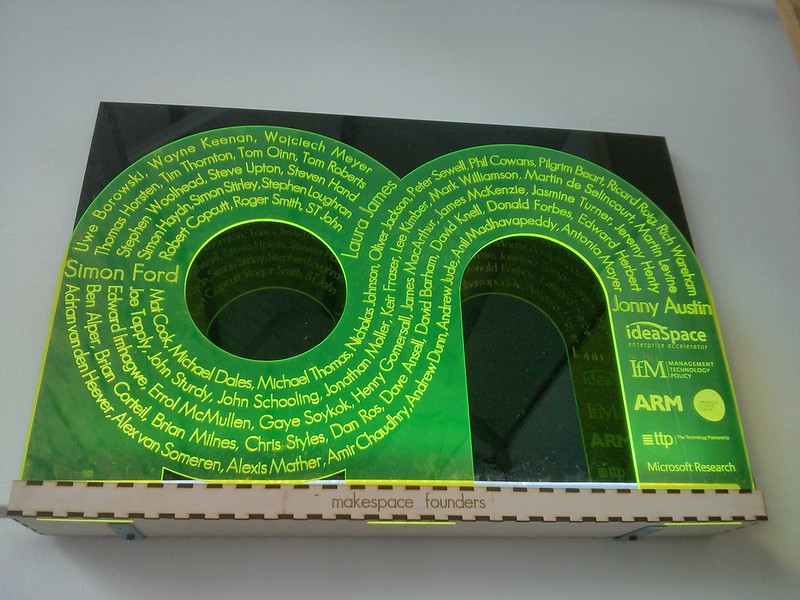 Uwe Borowski Wayne Keenan, Wojciech Meyer
Thomas Horsten, Tim Thornton, Tom Oinn, Tom Roberts
Stephen Woolhead, Steve Upton, Steven Hand
Simon Haydn, Simon Stirley, Stephen Loughran
Robert Copcutt, Roger Smith, ST John
Laura James
Simon Ford
Mat Cook, Michael Dales, Michael Thomas, Nicholas Johnson, Oliver Jackson, Peter Sewell, Phil Cowans, Pilgrim Beart, Ricard Roig, Rich Wareham
Joe Tapply, John Sturdy, John Schooling, Jonathan Moller, Keir Fraser, Lee Kimber, Mark Williamson, Martin de Selincourt, Martin Levine
Edward Innigwe, Errol McMullen, Gaye Soykok, Henry Gomersall, James MacArthur, James McKenzie, Jasmine Turner, Jeremy Henty
Ben Alper, Brian Corteil, Brian Milnes, Chris Styles, Dan Ros, Dave Ansell, David Barham, David Knell, Donald Forbes, Edward Herbert
Adrian van den Heever, Alex van Someren, Alexis Mather, Amir Chaudhry, Andrew Dunn, Andrew Jude, Anil Madhavapeddy, Antonia Mayer
Jonny Austin
ideaSpace
enterprise accelerator
IfM MANAGEMENT
TECHNOLOGY
POLICY
ARM
ttp The Technology Partnership
Microsoft Research
makespace founders